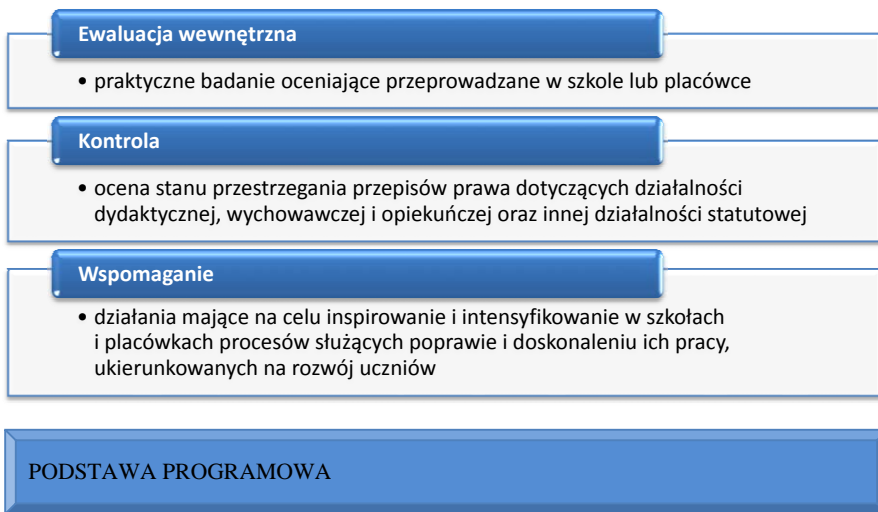 Ewaluacja wewnętrzna
• praktyczne badanie oceniające przeprowadzane w szkole lub placówce
Kontrola
• ocena stanu przestrzegania przepisów prawa dotyczących działalności
dydaktycznej, wychowawczej i opiekuńczej oraz innej działalności statutowej
Wspomaganie
• działania mające na celu inspirowanie i intensyfikowanie w szkołach
i placówkach procesów służących poprawie i doskonaleniu ich pracy,
ukierunkowanych na rozwój uczniów
PODSTAWA PROGRAMOWA